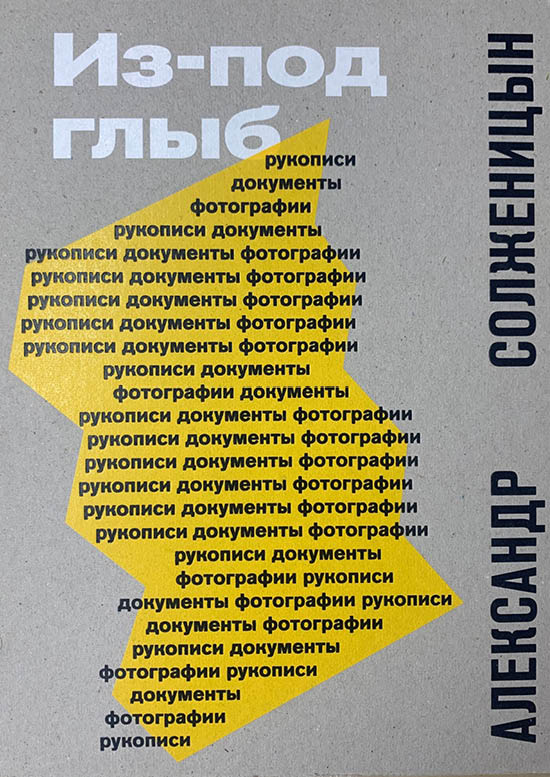 Из-под
глыб
рукописи
документы
фотографии
рукописи документы
рукописи документы фотографии
рукописи документы фотографии
рукописи документы фотографии
рукописи документы фотографии
рукописи документы фотографии
рукописи документы
фотографии документы
рукописи документы фотографии
рукописи документы фотографии
рукописи документы фотографии
рукописи документы фотографии
рукописи документы фотографии
рукописи документы фотографии
рукописи документы
фотографии рукописи
документы фотографии рукописи
документы фотографии
рукописи документы
фотографии рукописи
документы
фотографии
рукописи
АЛЕКСАНДР СОЛЖЕНИЦЫН